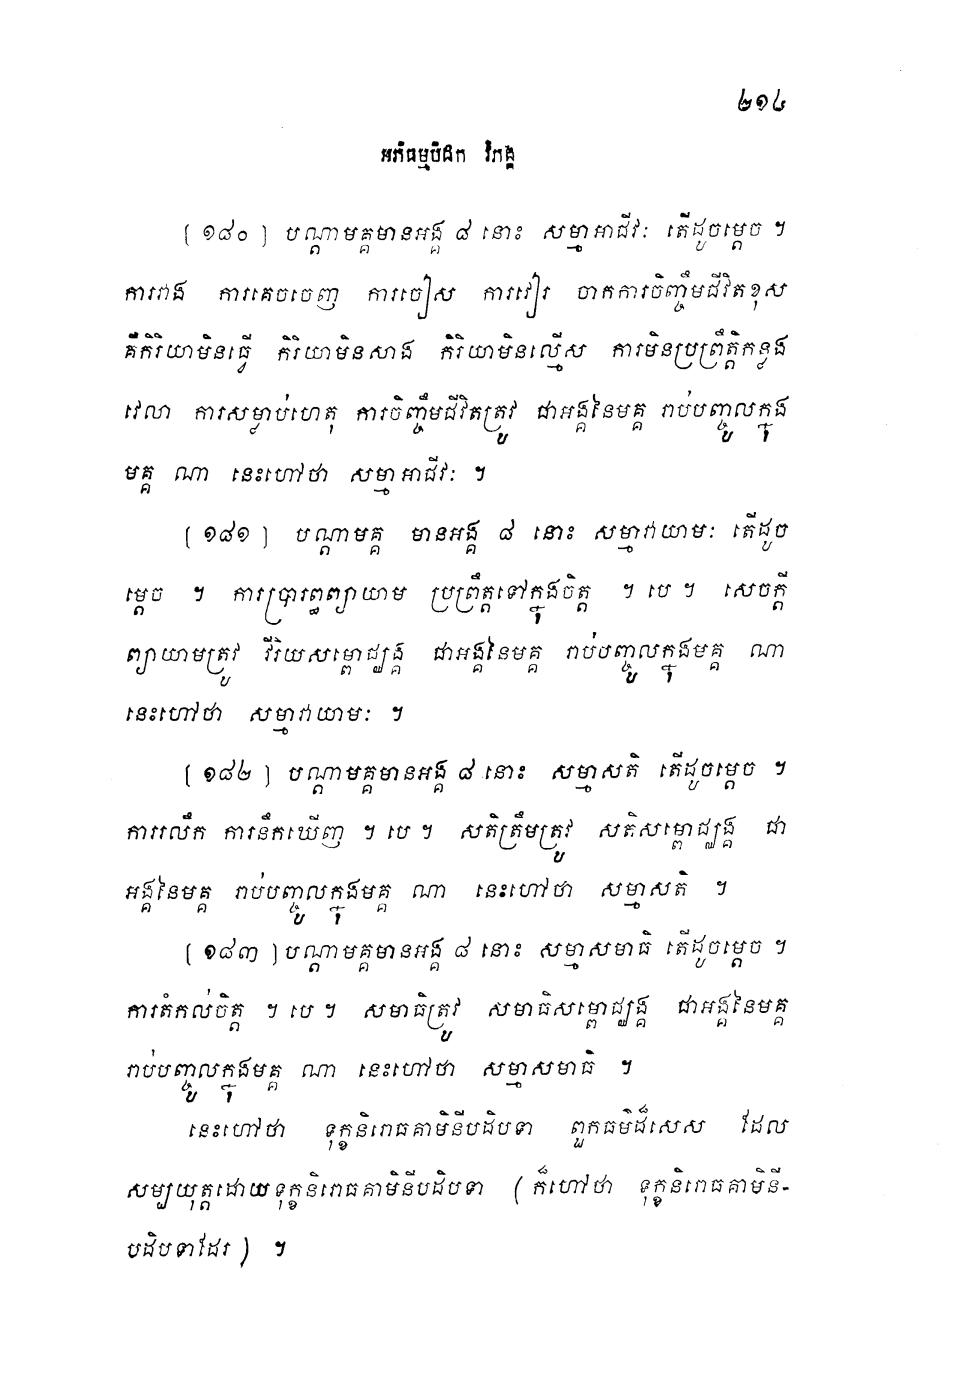 ២១៤
អភិធម្មបិដក វិភង្គ
[១៨០] បណ្តាមគ្គមានអង្គ ៨ នោះ សម្មាអាជីវៈ តើដូចម្តេច ។
ការវាង ការគេចចេញ ការចៀស ការវៀរ ចាកការចិញ្ចឹមជីវិតខុស
គឺកិរិយាមិនធ្វើ កិរិយាមិនសាង កិរិយាមិនល្មើស ការមិនប្រព្រឹត្តិកន្លង
វេលា ការសម្លាប់ហេតុ ការចិញ្ចឹមជីវិតត្រូវ ជាអង្គនៃមគ្គ រាប់បញ្ចូលក្នុង
មគ្គ ណា នេះហៅថា សម្មាអាជីវៈ ។
[១៨១] បណ្តាមគ្គ មានអង្គ ៨ នោះ សម្មាវាយាមៈ តើដូច
ម្តេច ។ ការប្រារព្ធព្យាយាម ប្រព្រឹត្តទៅក្នុងចិត្ត ។ បេ ។ សេចក្តី
ព្យាយាមត្រូវ វីរិយសម្ពោជ្ឈង្គ ជាអង្គនៃមគ្គ រាប់បញ្ចូលក្នុងមគ្គ ណា
នេះហៅថា សម្មាវាយាមៈ ។
[១៨២] បណ្តាមគ្គមានអង្គ ៨ នោះ សម្មាសតិ តើដូចម្តេច ។
ការរលឹក ការនឹកឃើញ ។ បេ ។ សតិត្រឹមត្រូវ សតិសម្ពោជ្ឈង្គ ជា
អង្គនៃមគ្គ រាប់បញ្ចូលក្នុងមគ្គ ណា នេះហៅថា សម្មាសតិ ។
[១៨៣] បណ្តាមគ្គមានអង្គ ៨ នោះ សម្មាសមាធិ តើដូចម្តេច ។
ការតំកល់ចិត្ត ។ បេ ។ សមាធិត្រូវ សមាធិសម្ពោជ្ឈង្គ ជាអង្គនៃមគ្គ
រាប់បញ្ចូលក្នុងមគ្គ ណា នេះហៅថា សម្មាសមាធិ ។
នេះហៅថា ទុក្ខនិរោធគាមិនីបដិបទា ពួកធម៌ដ៏សេស ដែល
សម្បយុត្តដោយទុក្ខនិរោធគាមិនីបដិបទា (ក៏ហៅថា ទុក្ខនិរោធគាមិនី-
បដិបទាដែរ) ។